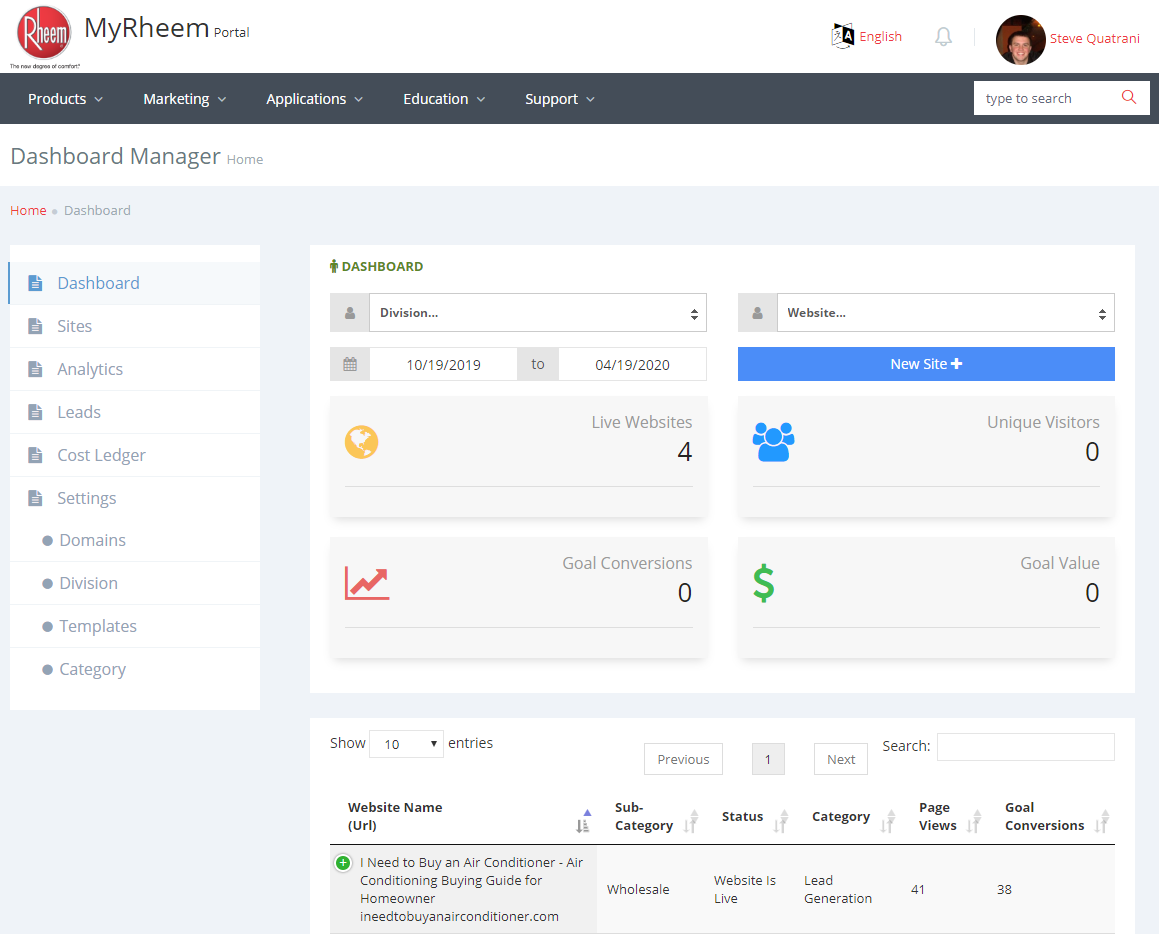 Rheem
The new degree of comfort.®
MyRheem Portal
English
Steve Quatrani
Products
Marketing
Applications
Education
Support
type to search
Dashboard Manager Home
Home
Dashboard
Dashboard
Sites
Analytics
Leads
Cost Ledger
Settings
Domains
Division
Templates
Category
DASHBOARD
Division...
Website...
10/19/2019 to 04/19/2020
New Site
Live Websites
4
Unique Visitors
0
Goal Conversions
0
Goal Value
0
Show 10 entries
Previous
1
Next
Search:
Website Name
(Url)
Sub-
Category
Status
Category
Page
Views
Goal
Conversions
I Need to Buy an Air Conditioner - Air
Conditioning Buying Guide for
Homeowner
ineedtobuyanairconditioner.com
Wholesale
Website Is
Live
Lead
Generation
41
38